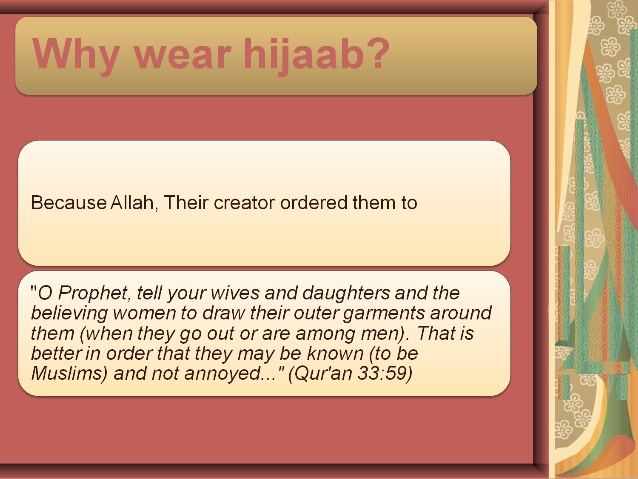 Why wear hijaab?
Because Allah, Their creator ordered them to
"O Prophet, tell your wives and daughters and the
believing women to draw their outer garments around
them (when they go out or are among men). That is
better in order that they may be known (to be
Muslims) and not annoyed..." (Qur'an 33:59)